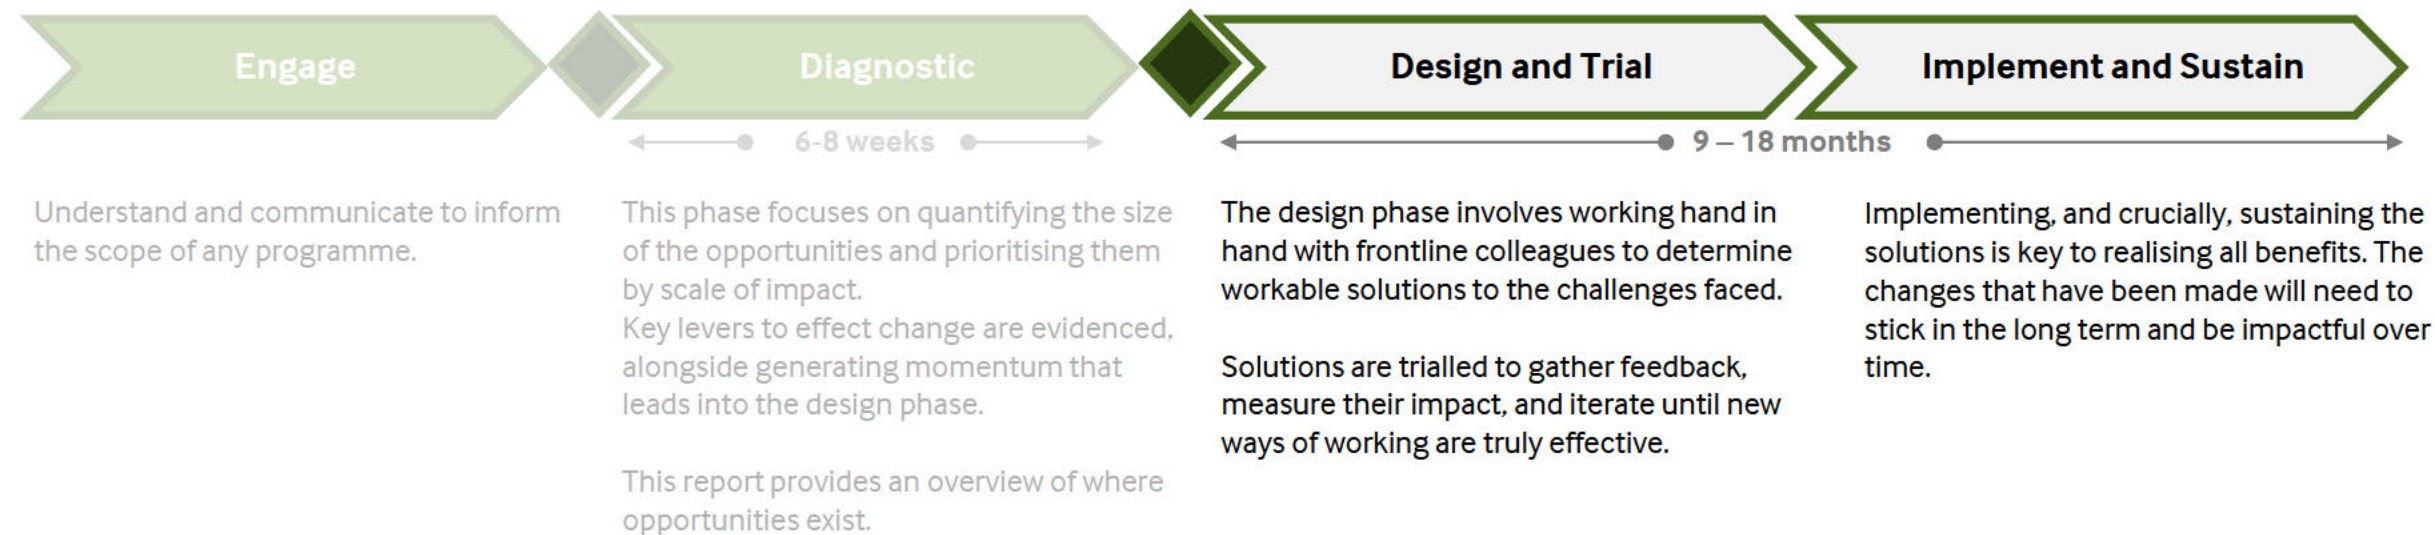 Engage
Diagnostic
Design and Trial
Implement and Sustain
6-8 weeks
9 – 18 months
Understand and communicate to inform
the scope of any programme.
This phase focuses on quantifying the size
of the opportunities and prioritising them
by scale of impact.
Key levers to effect change are evidenced,
alongside generating momentum that
leads into the design phase.
This report provides an overview of where
opportunities exist.
The design phase involves working hand in
hand with frontline colleagues to determine
workable solutions to the challenges faced.
Solutions are trialled to gather feedback,
measure their impact, and iterate until new
ways of working are truly effective.
Implementing, and crucially, sustaining the
solutions is key to realising all benefits. The
changes that have been made will need to
stick in the long term and be impactful over
time.